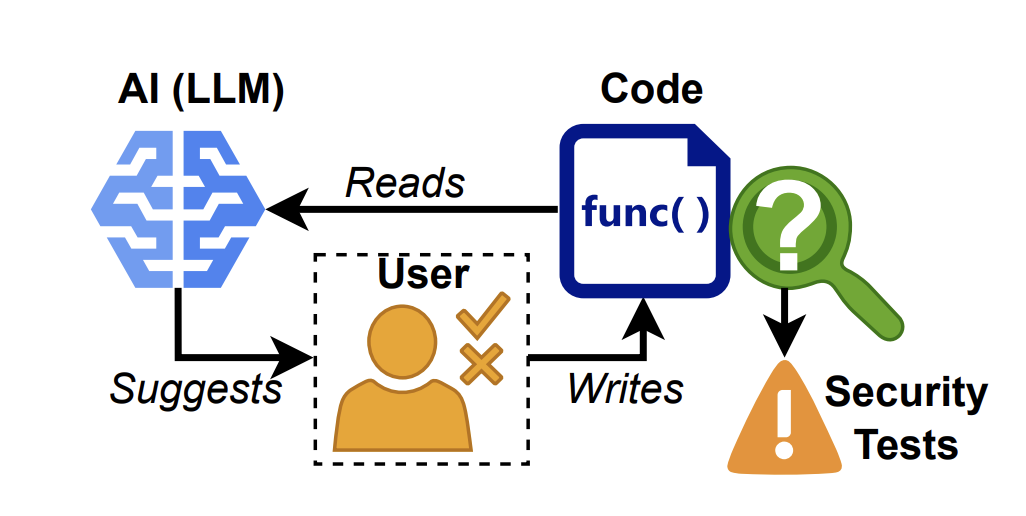 AI (LLM)
Code
Reads
func()
?
User
Suggests
Writes
!
Security
Tests